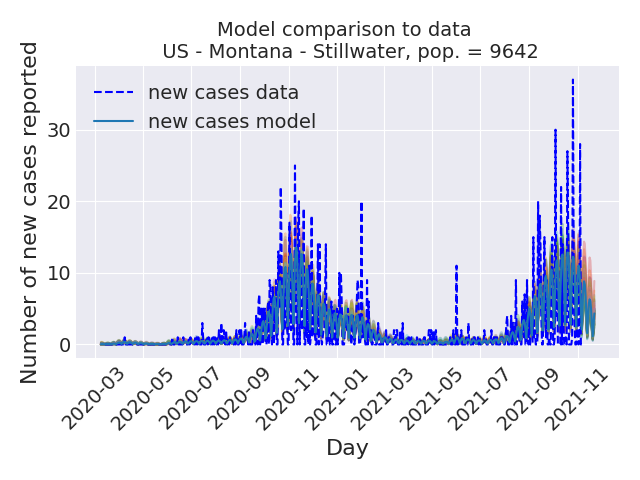 Model comparison to data
US - Montana - Stillwater, pop. = 9642
Number of new cases reported
30
20
10
0
new cases data
new cases model
2020-03
2020-05
2020-07
2020-09
2020-11
2021-01
2021-03
2021-05
2021-07
2021-09
2021-11
Day